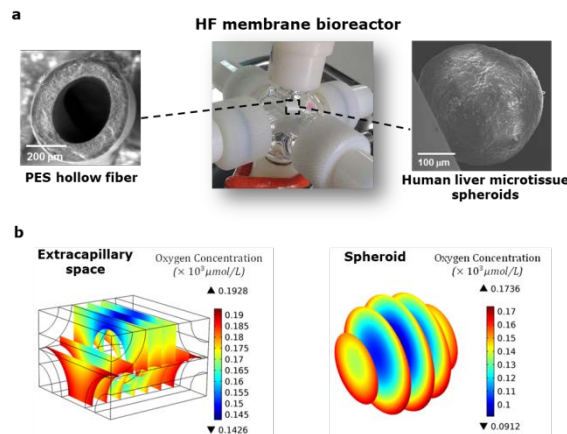 a
HF membrane bioreactor
200 μm
PES hollow fiber
100 μm
Human liver microtissue
spheroids
b
Extracapillary
space
Oxygen Concentration
(× 10³μmol/L)
▲ 0.1928
0.19
0.185
0.18
0.175
0.17
0.165
0.16
0.155
0.15
0.145
▼ 0.1426
Spheroid
Oxygen Concentration
(× 10³μmol/L)
▲ 0.1736
0.17
0.16
0.15
0.14
0.13
0.12
0.11
0.1
▼ 0.0912